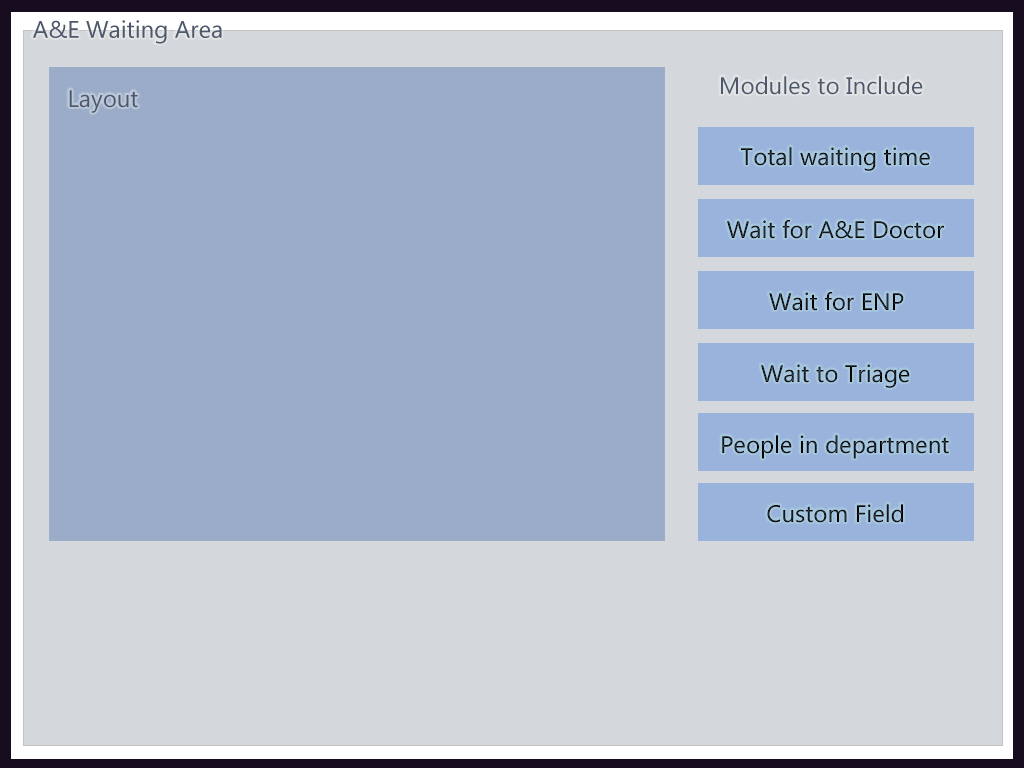 A&E Waiting Area
Layout
Modules to Include
Total waiting time
Wait for A&E Doctor
Wait for ENP
Wait to Triage
People in department
Custom Field